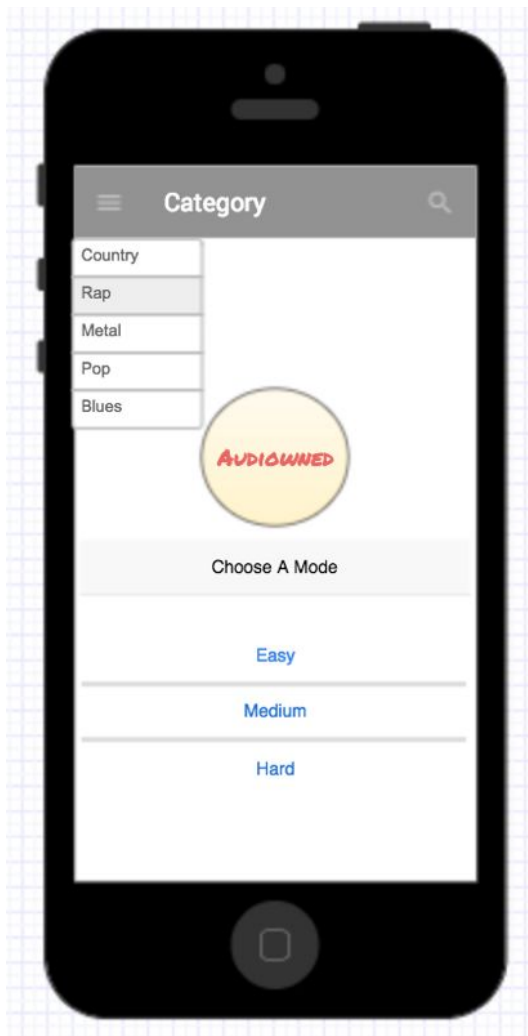 Category
Country
Rap
Metal
Pop
Blues
AUDIOWNED
Choose A Mode
Easy
Medium
Hard